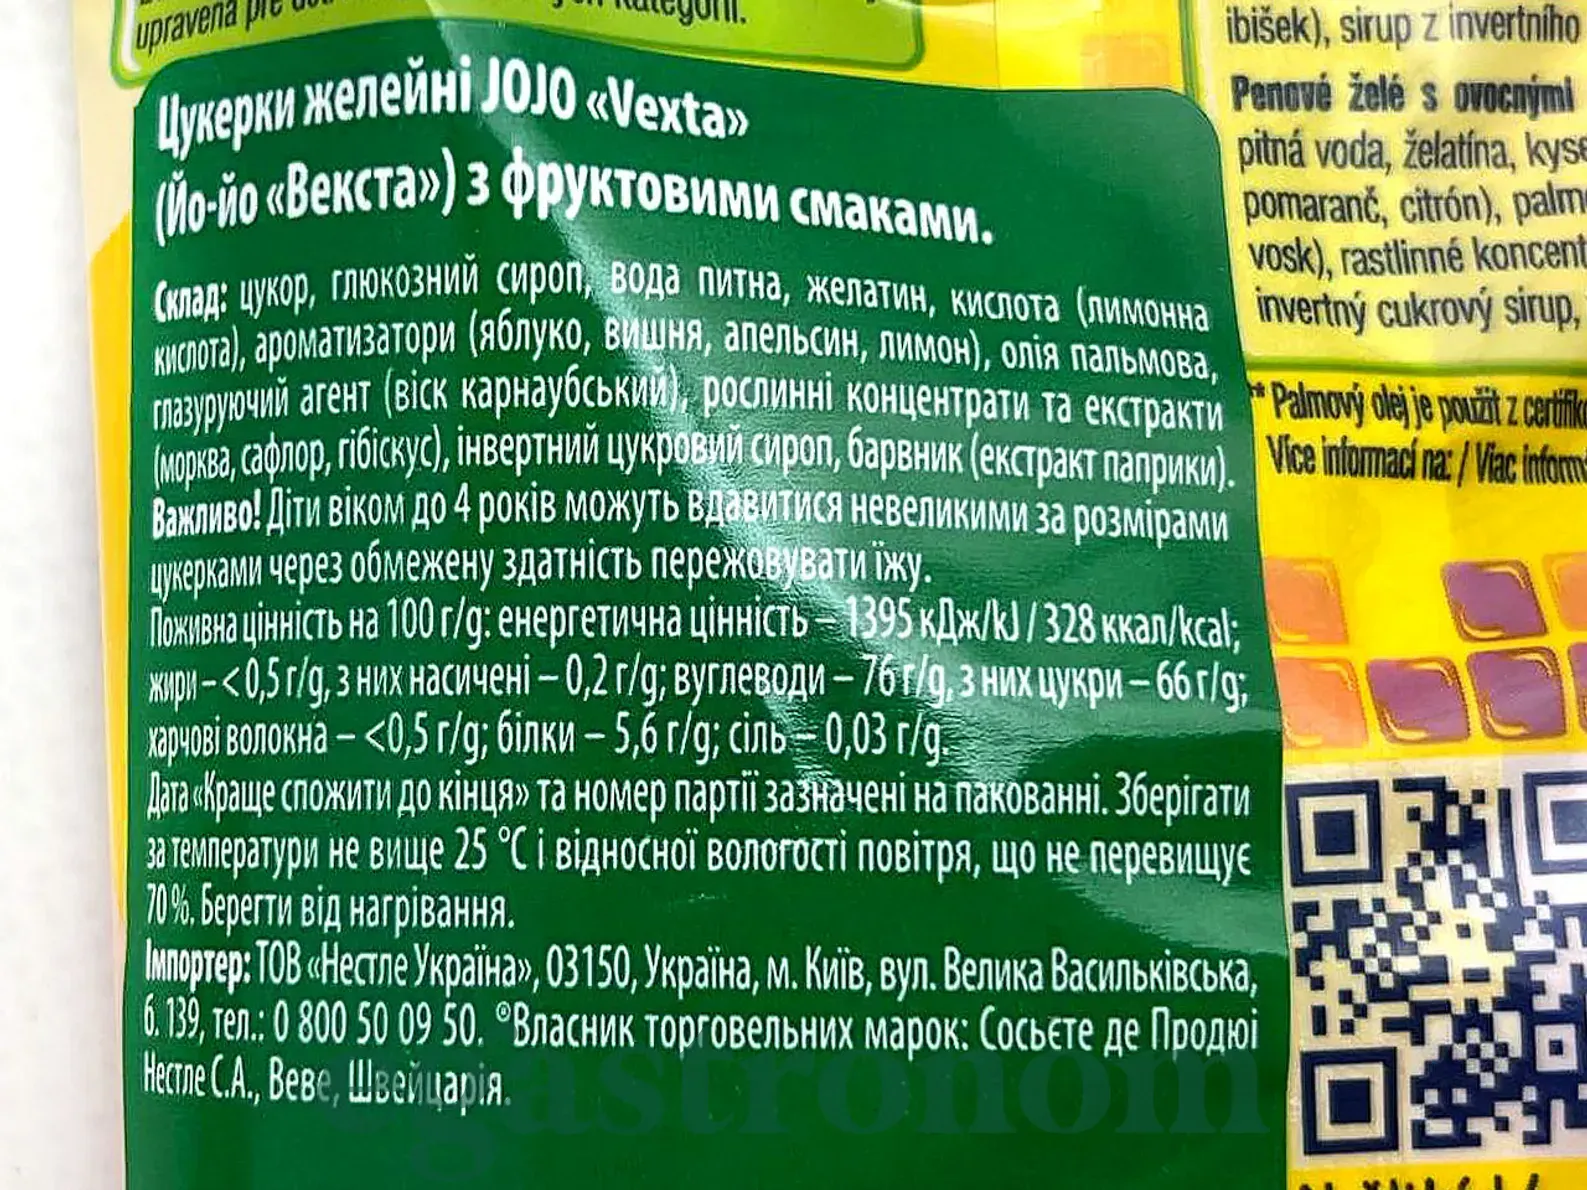 upravená pre
ibišek), sirup z invertního
Penové želé s ovocnými
pitná voda, želatína,
pomaranč, citrón),
vosk), rastlinné
invertný cukrový sirup,
** Palmový olej je použit z
Více informací na: / Viac
Цукерки желейні JOJO «Vexta»
(Йо-йо «Векста») з фруктовими смаками.
Склад: цукор, глюкозний сироп, вода питна, желатин, кислота (лимонна
кислота), ароматизатори (яблуко, вишня, апельсин, лимон), олія пальмова,
глазуруючий агент (віск карнаубський), рослинні концентрати та екстракти
(морква, сафлор, гібіскус), інвертний цукровий сироп, барвник (екстракт паприки).
Важливо! Діти віком до 4 років можуть вдавитися невеликими за розмірами
цукерками через обмежену здатність пережовувати їжу.
Поживна цінність на 100 г/g: енергетична цінність – 1395 кДж/kJ / 328 ккал/kcal;
жири – <0,5 г/g, з них насичені – 0,2 г/g; вуглеводи – 76 г/g, з них цукри – 66 г/g;
харчові волокна – <0,5 г/g; білки – 5,6 г/g; сіль – 0,03 г/g.
Дата «Краще спожити до кінця» та номер партії зазначені на пакованні. Зберігати
за температури не вище 25 °C і відносної вологості повітря, що не перевищує
70%. Берегти від нагрівання.
Імпортер: ТОВ «Нестле Україна», 03150, Україна, м. Київ, вул. Велика Васильківська,
б. 139, тел.: 0 800 50 09 50. ®Власник торговельних марок: Сосьєте де Продюі
Нестле С.А., Веве, Швейцарія.
gastronom